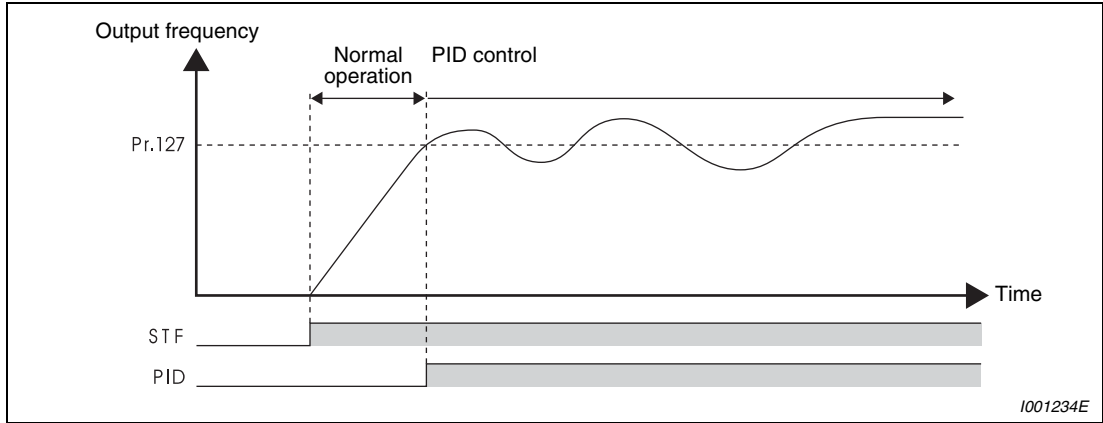 Output frequency
Normal operation
PID control
Pr.127
Time
STF
PID
I001234E